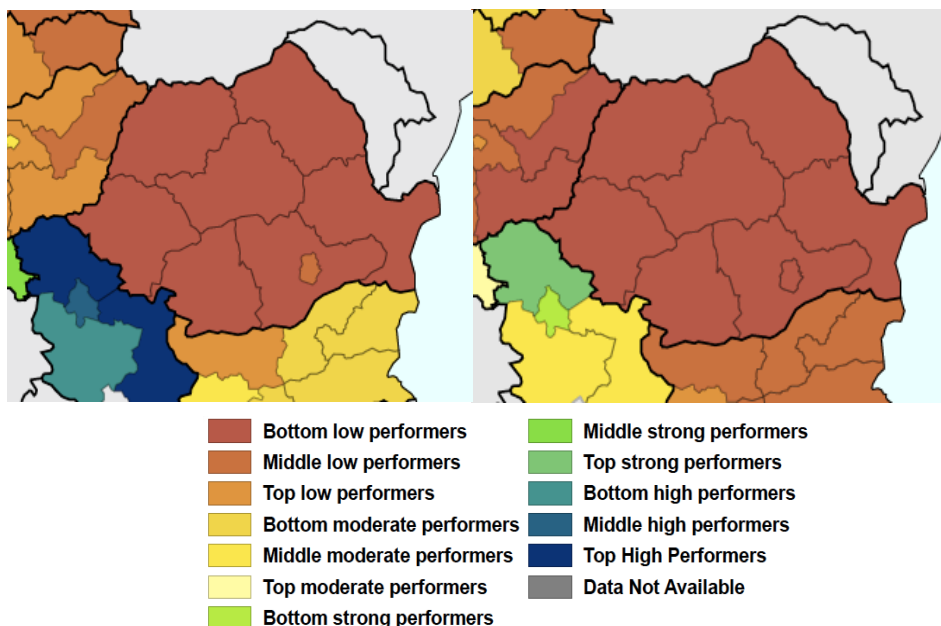 Bottom low performers
Middle low performers
Top low performers
Bottom moderate performers
Middle moderate performers
Top moderate performers
Bottom strong performers
Middle strong performers
Top strong performers
Bottom high performers
Middle high performers
Top High Performers
Data Not Available